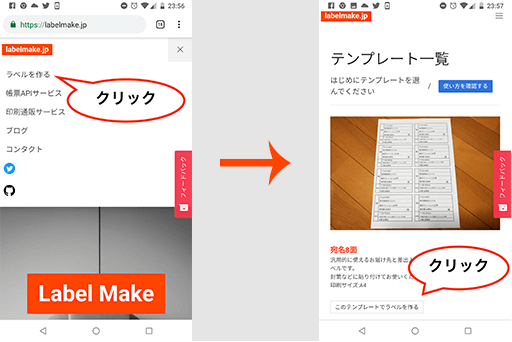 23:56
https://labelmake.jp
labelmake.jp
ラベルを作る
帳票APIサービス
印刷通販サービス
ブログ
コンタクト
クリック
フィードバック
Label Make
23:57
labelmake.jp
テンプレート一覧
はじめにテンプレートを選
んでください
/
使い方を確認する
フィードバック
宛名8面
汎用的に使えるお届け先と差出
ベルです。
封筒などに貼り付けてお使いくだ
印刷サイズ:A4
クリック
このテンプレートでラベルを作る